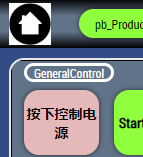 pb_Produc
GeneralControl
按下控制电
源
Start